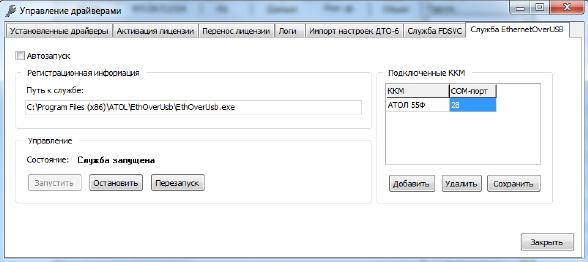 Управление драйверами
Установленные драйверы Активация лицензии Перенос лицензии Логи Импорт настроек ДТО-6 Служба FDSVC Служба EthernetOverUSB
Автозапуск
Регистрационная информация
Путь к службе:
C:\Program Files (x86)\ATOL\EthOverUsb\EthOverUsb.exe
Управление
Состояние: Служба запущена
Запустить Остановить Перезапуск
Подключенные ККМ
ККМ COM-порт
АТОЛ 55Ф 28
Добавить Удалить Сохранить
Закрыть